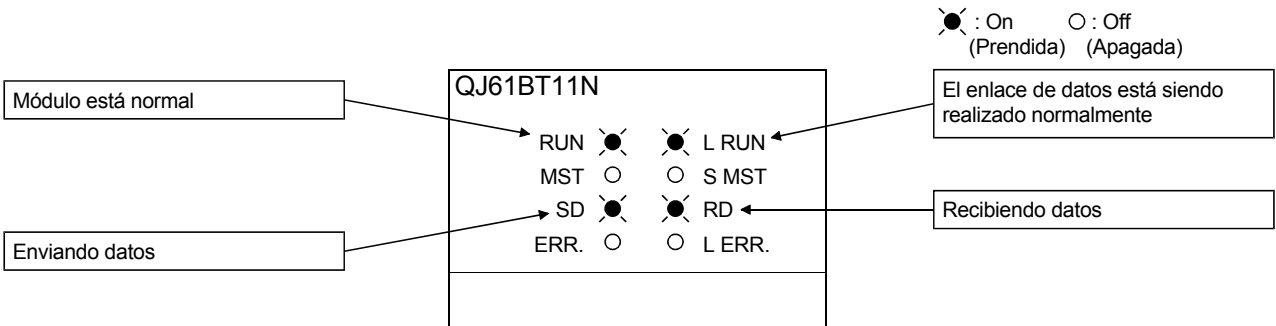 : On : Off
(Prendida) (Apagada)
Módulo está normal
QJ61BT11N
El enlace de datos está siendo
realizado normalmente
RUN L RUN
MST S MST
SD RD
Recibiendo datos
Enviando datos
ERR. L ERR.